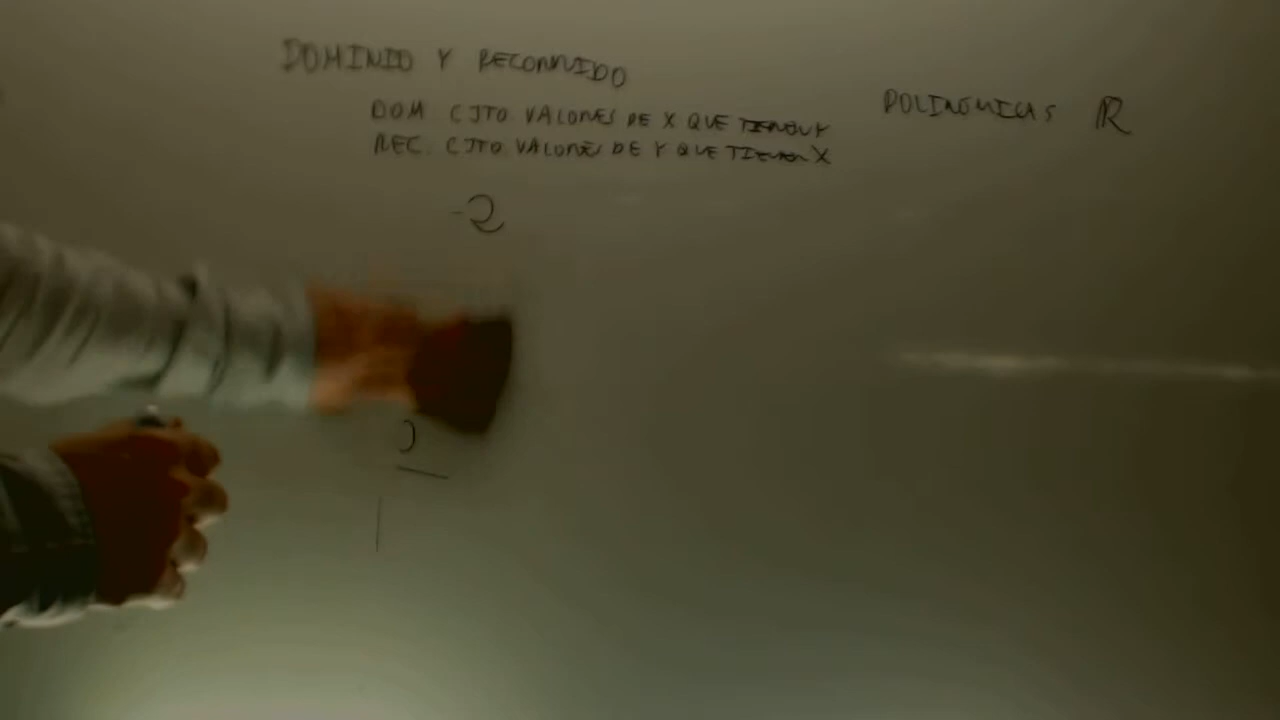 DOMINIO Y RECORRIDO
DOM CJTO VALORES DE X QUE TIENEN Y
REC. CJTO VALORES DE Y QUE TIENEN X
POLINOMICAS ℝ
-2